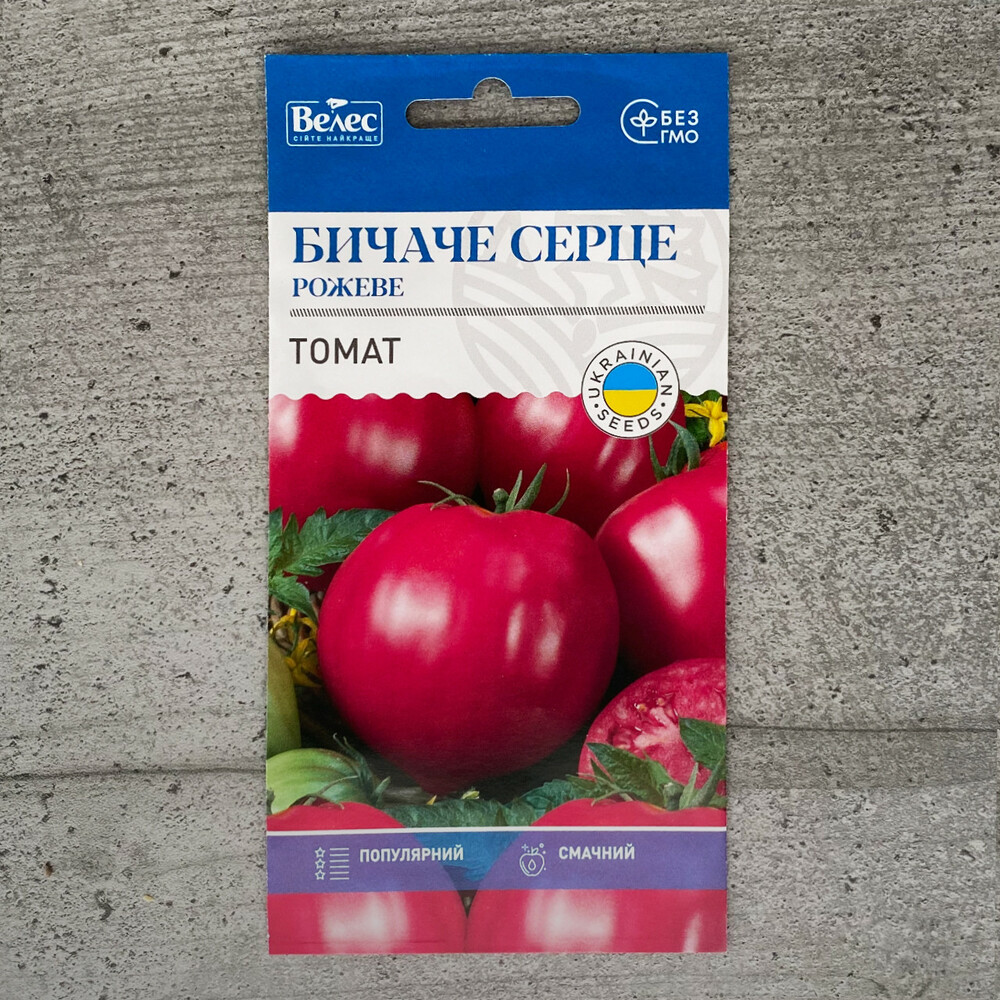 Велес
СІЙТЕ НАЙКРАЩЕ
БЕЗ
ГМО
БИЧАЧЕ СЕРЦЕ
РОЖЕВЕ
ТОМАТ
UKRAINIAN
SEEDS
ПОПУЛЯРНИЙ
СМАЧНИЙ